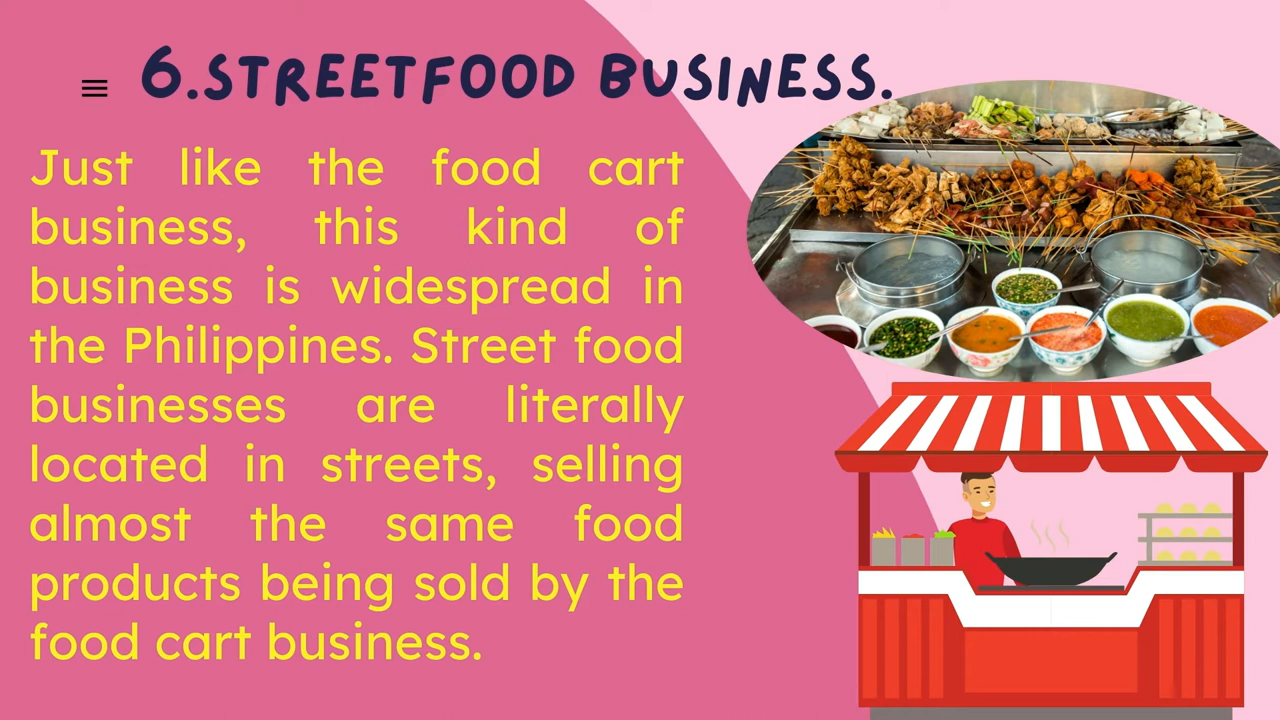 6.STREETFOOD BUSINESS.
Just like the food cart
business, this kind of
business is widespread in
the Philippines. Street food
businesses are literally
located in streets, selling
almost the same food
products being sold by the
food cart business.